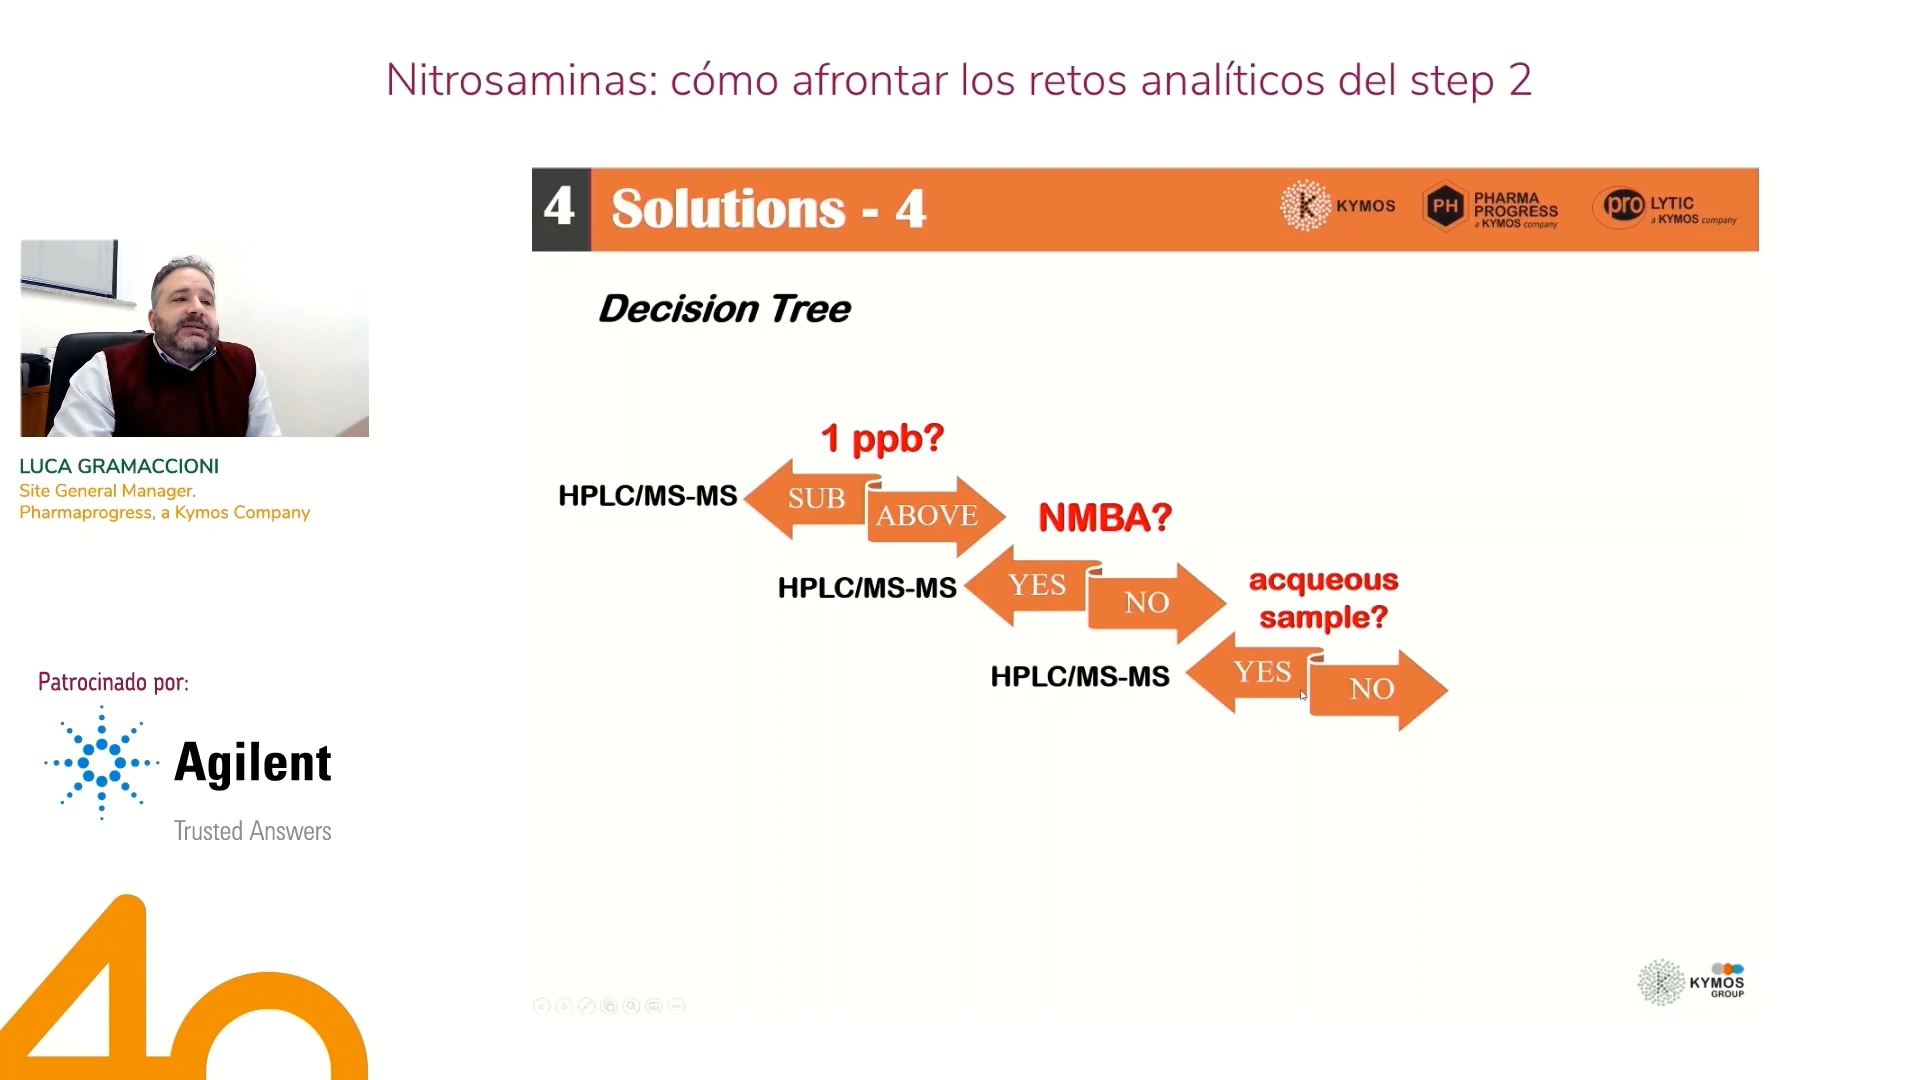 Nitrosaminas: cómo afrontar los retos analíticos del step 2
4 Solutions - 4
K KYMOS
PH PHARMA PROGRESS a KYMOS company
pro LYTIC a KYMOS company
Decision Tree
1 ppb?
HPLC/MS-MS SUB ABOVE
NMBA?
HPLC/MS-MS YES NO
acqueous
sample?
HPLC/MS-MS YES NO
LUCA GRAMACCIONI
Site General Manager.
Pharmaprogress, a Kymos Company
Patrocinado por:
Agilent
Trusted Answers
K KYMOS
GROUP